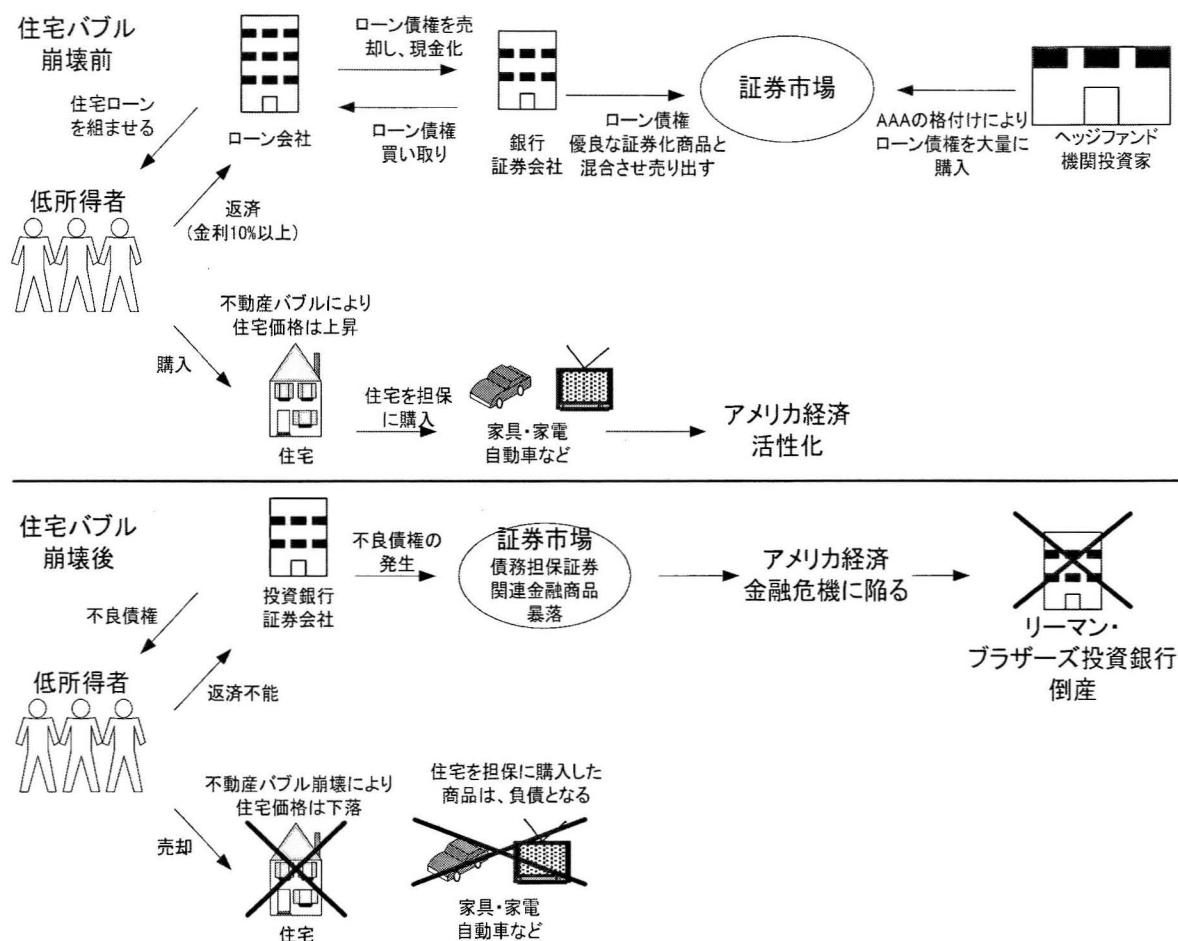 住宅バブル
崩壊前
ローン債権を売
却し、現金化
住宅ローン
を組ませる
ローン会社
ローン債権
買い取り
銀行
証券会社
ローン債権
優良な証券化商品と
混合させ売り出す
証券市場
AAAの格付けにより
ローン債権を大量に
購入
ヘッジファンド
機関投資家
低所得者
返済
(金利10%以上)
不動産バブルにより
住宅価格は上昇
購入
住宅
住宅を担保
に購入
家具・家電
自動車など
アメリカ経済
活性化
住宅バブル
崩壊後
投資銀行
証券会社
不良債権の
発生
証券市場
債務担保証券
関連金融商品
暴落
アメリカ経済
金融危機に陥る
リーマン・
ブラザーズ投資銀行
倒産
不良債権
低所得者
返済不能
不動産バブル崩壊により
住宅価格は下落
売却
住宅
住宅を担保に購入した
商品は、負債となる
家具・家電
自動車など